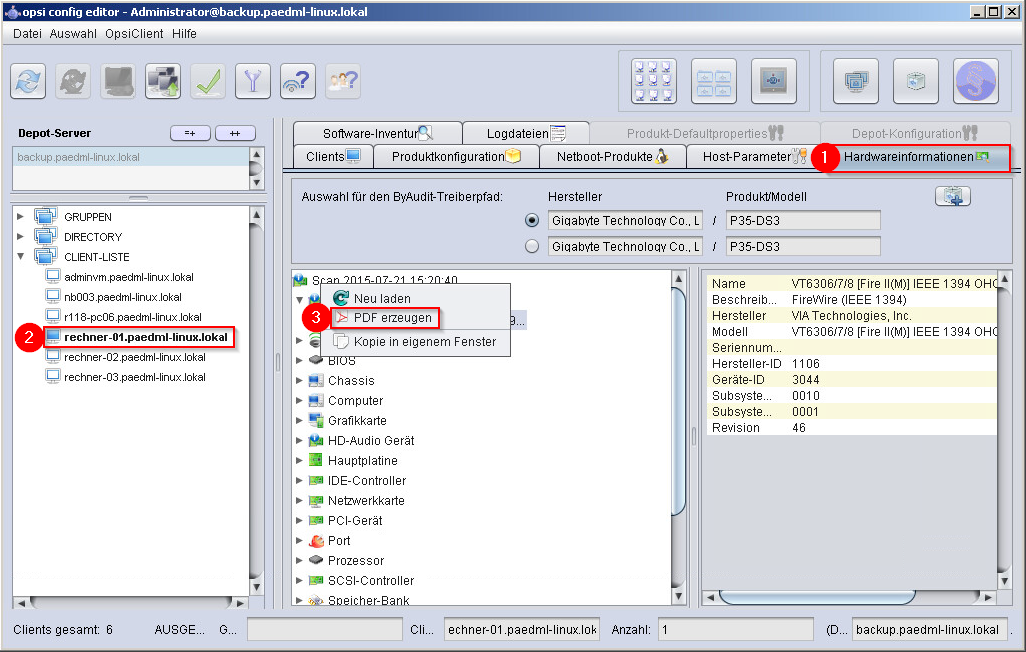 opsi config editor - Administrator@backup.paedml-linux.lokal
Datei Auswahl OpsiClient Hilfe
Depot-Server
=+
++
backup.paedml-linux.lokal
GRUPPEN
DIRECTORY
CLIENT-LISTE
adminvm.paedml-linux.lokal
nb003.paedml-linux.lokal
r118-pc06.paedml-linux.lokal
2
rechner-01.paedml-linux.lokal
rechner-02.paedml-linux.lokal
rechner-03.paedml-linux.lokal
Software-Inventur
Logdateien
Produkt-Defaultproperties
Depot-Konfiguration
Clients
Produktkonfiguration
Netboot-Produkte
Host-Parameter
1
Hardwareinformationen
Auswahl für den ByAudit-Treiberpfad:
Hersteller
Produkt/Modell
Gigabyte Technology Co., L / P35-DS3
Gigabyte Technology Co., L / P35-DS3
Scan 2015-07-21 15:20:40
Neu laden
3
PDF erzeugen
9...
Kopie in eigenem Fenster
BIOS
Chassis
Computer
Grafikkarte
HD-Audio Gerät
Hauptplatine
IDE-Controller
Netzwerkkarte
PCI-Gerät
Port
Prozessor
SCSI-Controller
Speicher-Bank
Name VT6306/7/8 [Fire II(M)] IEEE 1394 OHC
Beschreib... FireWire (IEEE 1394)
Hersteller VIA Technologies, Inc.
Modell VT6306/7/8 [Fire II(M)] IEEE 1394 OHC
Seriennum...
Hersteller-ID 1106
Geräte-ID 3044
Subsyste... 0010
Subsyste... 0001
Revision 46
Clients gesamt: 6 AUSGE... G... Cli... echner-01.paedml-linux.lok Anzahl: 1 (D... backup.paedml-linux.lokal .